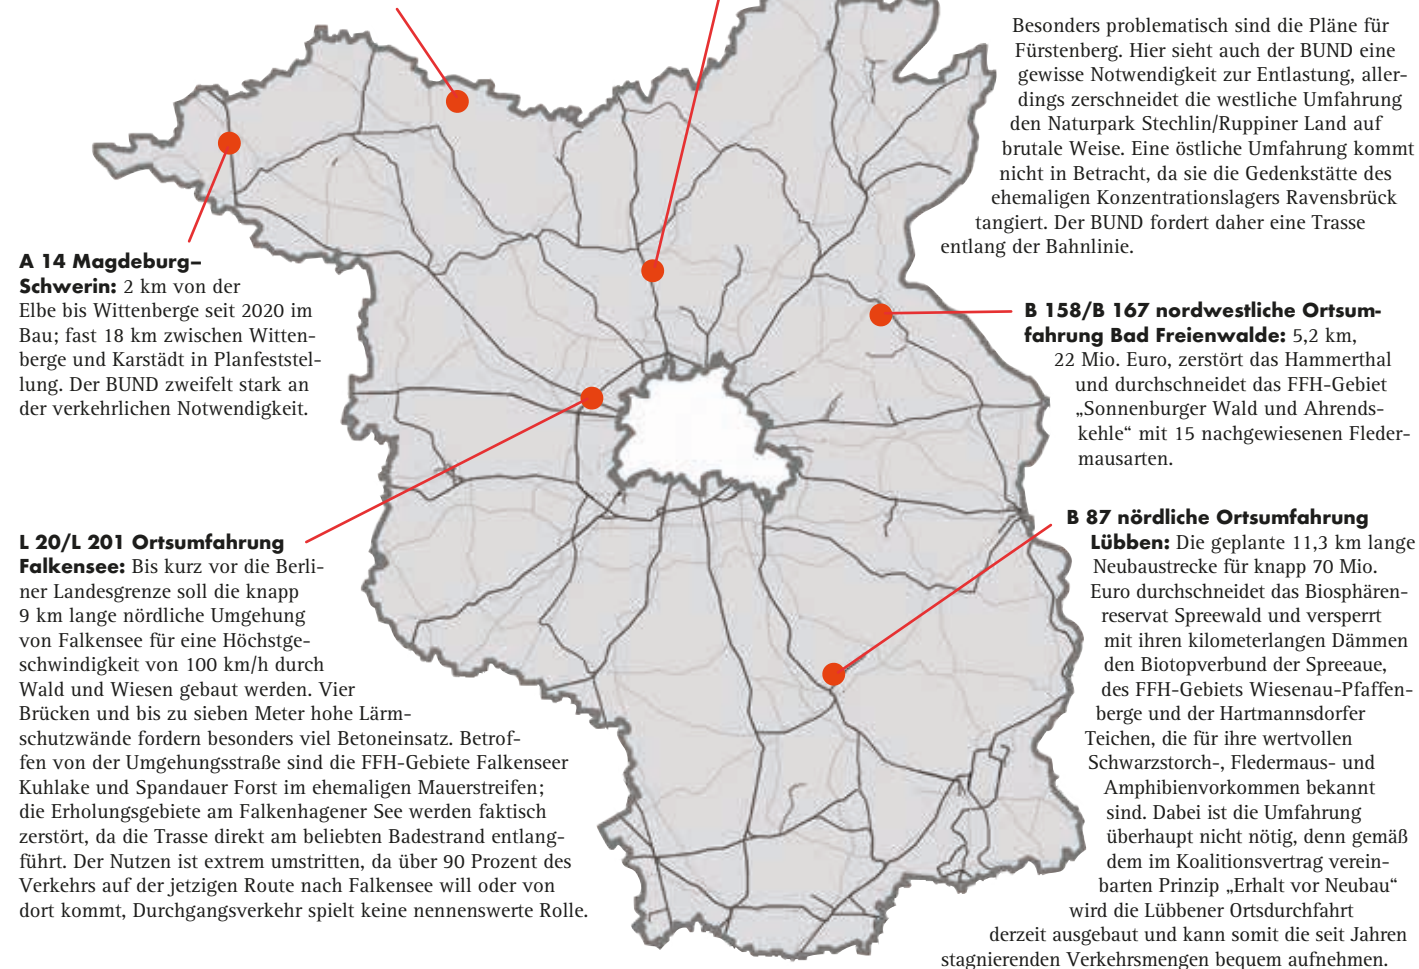 Besonders problematisch sind die Pläne für
Fürstenberg. Hier sieht auch der BUND eine
gewisse Notwendigkeit zur Entlastung, aller-
dings zerschneidet die westliche Umfahrung
den Naturpark Stechlin/Ruppiner Land auf
brutale Weise. Eine östliche Umfahrung kommt
nicht in Betracht, da sie die Gedenkstätte des
ehemaligen Konzentrationslagers Ravensbrück
tangiert. Der BUND fordert daher eine Trasse
entlang der Bahnlinie.
A 14 Magdeburg–
Schwerin: 2 km von der
Elbe bis Wittenberge seit 2020 im
Bau; fast 18 km zwischen Witten-
berge und Karstädt in Planfeststel-
lung. Der BUND zweifelt stark an
der verkehrlichen Notwendigkeit.
B 158/B 167 nordwestliche Ortsum-
fahrung Bad Freienwalde: 5,2 km,
22 Mio. Euro, zerstört das Hammerthal
und durchschneidet das FFH-Gebiet
„Sonnenburger Wald und Ahrends-
kehle“ mit 15 nachgewiesenen Fleder-
mausarten.
L 20/L 201 Ortsumfahrung
Falkensee: Bis kurz vor die Berli-
ner Landesgrenze soll die knapp
9 km lange nördliche Umgehung
von Falkensee für eine Höchstge-
schwindigkeit von 100 km/h durch
Wald und Wiesen gebaut werden. Vier
Brücken und bis zu sieben Meter hohe Lärm-
schutzwände fordern besonders viel Betoneinsatz. Betrof-
fen von der Umgehungsstraße sind die FFH-Gebiete Falkenseer
Kuhlake und Spandauer Forst im ehemaligen Mauerstreifen;
die Erholungsgebiete am Falkenhagener See werden faktisch
zerstört, da die Trasse direkt am beliebten Badestrand entlang-
führt. Der Nutzen ist extrem umstritten, da über 90 Prozent des
Verkehrs auf der jetzigen Route nach Falkensee will oder von
dort kommt, Durchgangsverkehr spielt keine nennenswerte Rolle.
B 87 nördliche Ortsumfahrung
Lübben: Die geplante 11,3 km lange
Neubaustrecke für knapp 70 Mio.
Euro durchschneidet das Biosphären-
reservat Spreewald und versperrt
mit ihren kilometerlangen Dämmen
den Biotopverbund der Spreeaue,
des FFH-Gebiets Wiesenau-Pfaffen-
berge und der Hartmannsdorfer
Teichen, die für ihre wertvollen
Schwarzstorch-, Fledermaus- und
Amphibienvorkommen bekannt
sind. Dabei ist die Umfahrung
überhaupt nicht nötig, denn gemäß
dem im Koalitionsvertrag verein-
barten Prinzip „Erhalt vor Neubau“
wird die Lübbener Ortsdurchfahrt
derzeit ausgebaut und kann somit die seit Jahren
stagnierenden Verkehrsmengen bequem aufnehmen.